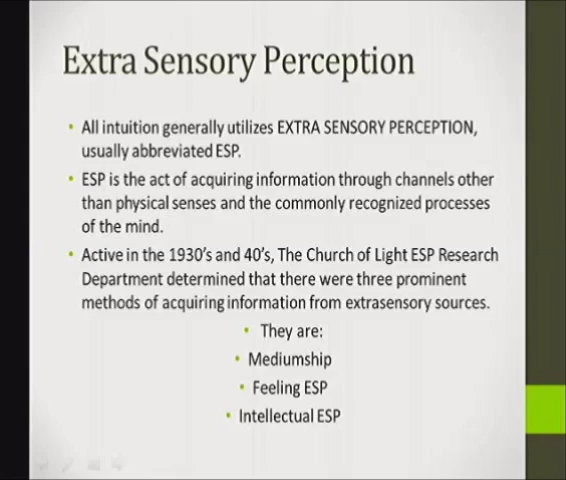 Extra Sensory Perception
• All intuition generally utilizes EXTRA SENSORY PERCEPTION,
usually abbreviated ESP.
• ESP is the act of acquiring information through channels other
than physical senses and the commonly recognized processes
of the mind.
• Active in the 1930's and 40's, The Church of Light ESP Research
Department determined that there were three prominent
methods of acquiring information from extrasensory sources.
• They are:
• Mediumship
• Feeling ESP
• Intellectual ESP